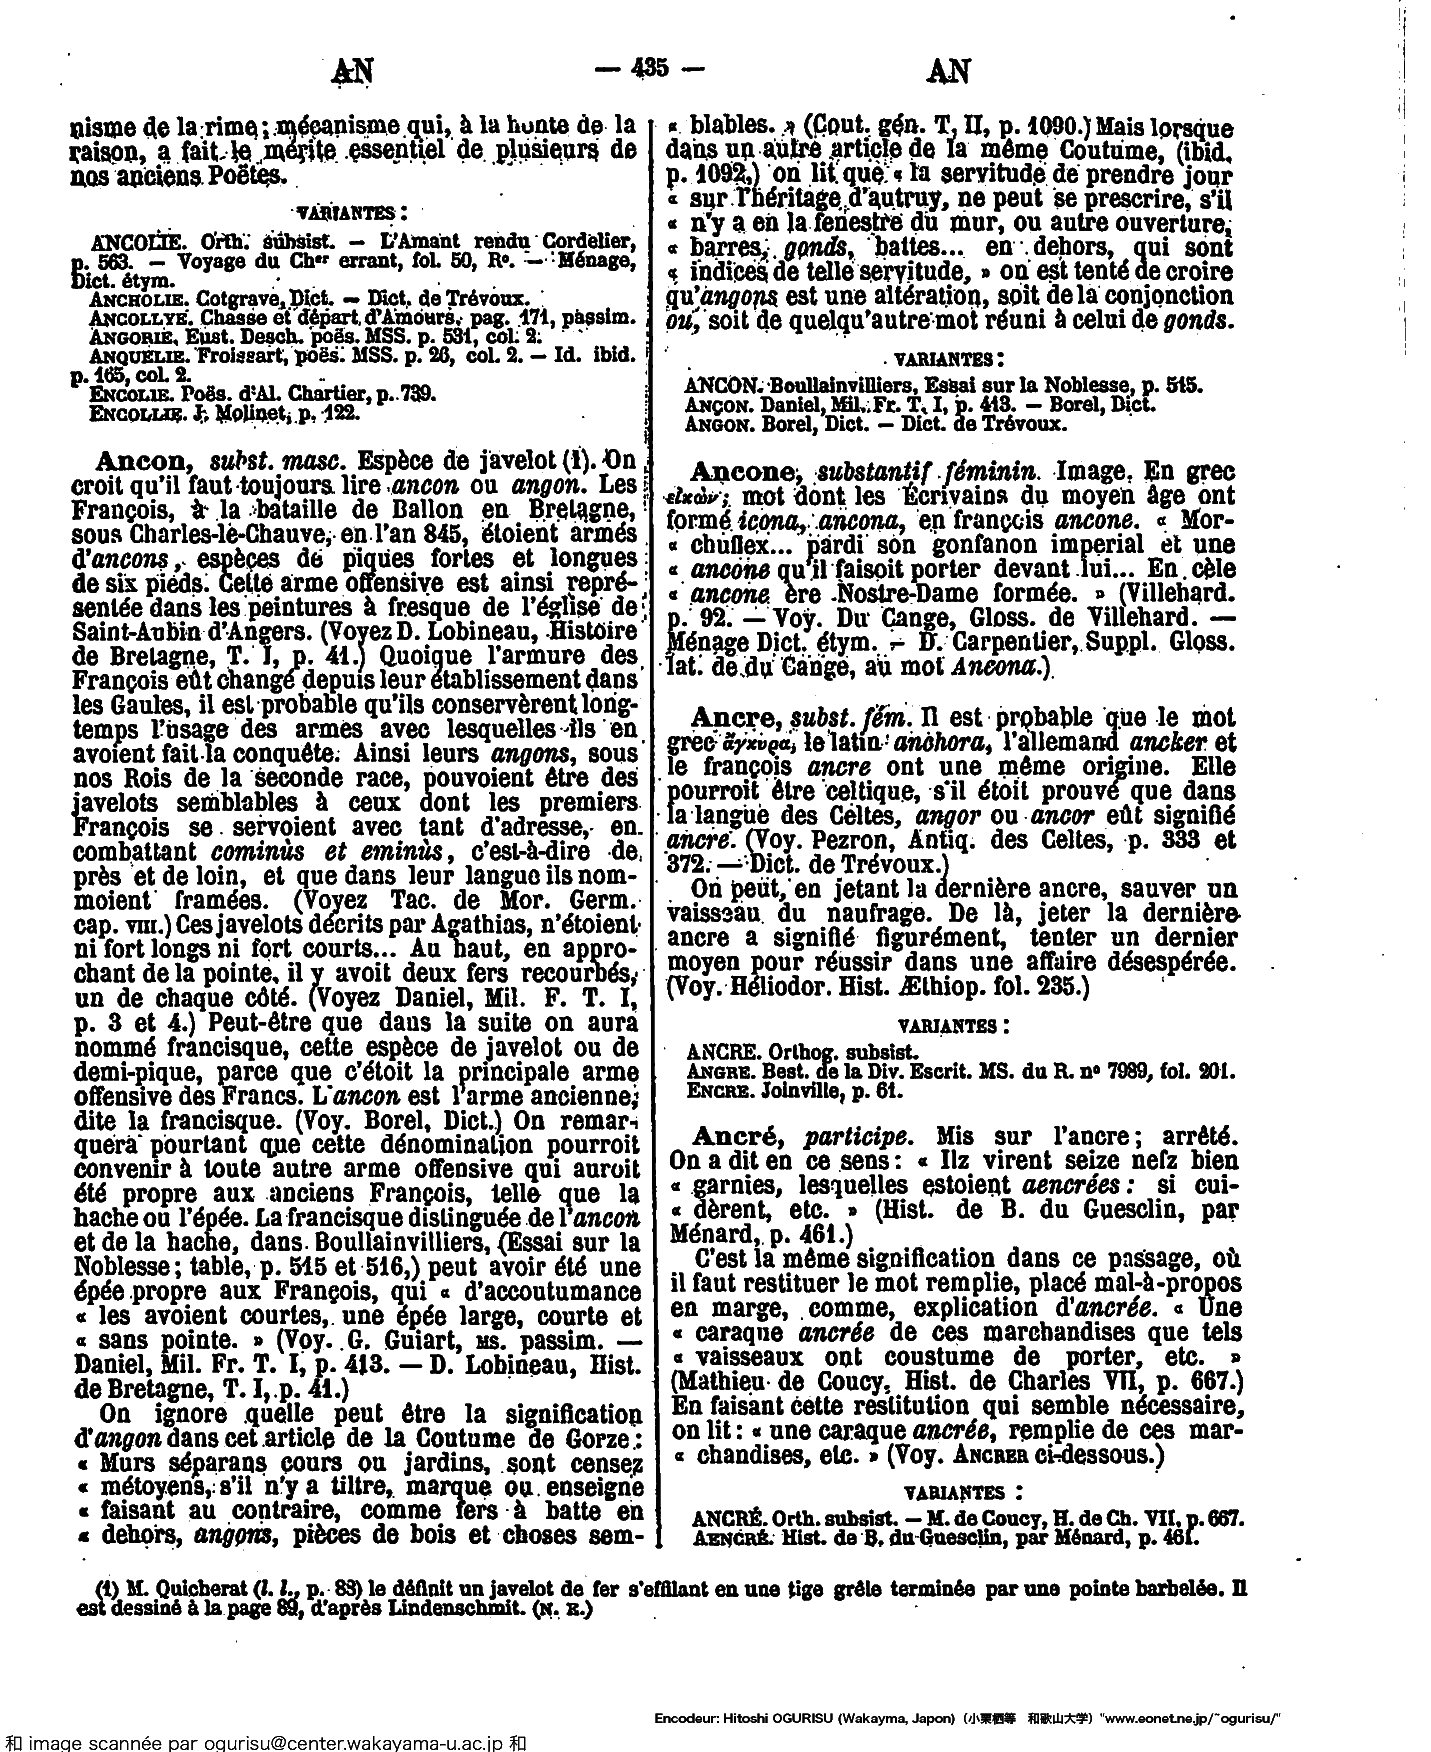 AN
— 435 —
AN
nisme de la rime; mécanisme qui, à la honte de la
raison, a fait le mérite essentiel de plusieurs de
nos anciens Poëtes.
VARIANTES :
ANCOLIE. Orth. subsist. — L'Amant rendu Cordelier,
p. 563. — Voyage du Cher errant, fol. 50, Ro. — Ménage,
Dict. étym.
ANCHOLIE. Cotgrave, Dict. — Dict. de Trévoux.
ANCOLLYE. Chasse et départ d'Amours, pag. 171, passim.
ANGORIE. Eust. Desch. poës. MSS. p. 531, col. 2.
ANQUELIE. Froissart, poës. MSS. p. 26, col. 2. — Id. ibid.
p. 165, col. 2.
ENCOLIE. Poës. d'Al. Chartier, p. 739.
ENCOLLIE. J. Molinet, p. 122.
Ancon, subst. masc. Espèce de javelot (1). On
croit qu'il faut toujours lire ancon ou angon. Les
François, à la bataille de Ballon en Bretagne,
sous Charles-le-Chauve, en l'an 845, étoient armés
d'ancons, espèces de piques fortes et longues
de six pieds. Cette arme offensive est ainsi repré-
sentée dans les peintures à fresque de l'église de
Saint-Aubin d'Angers. (Voyez D. Lobineau, Histoire
de Bretagne, T. I, p. 41.) Quoique l'armure des
François eût changé depuis leur établissement dans
les Gaules, il est probable qu'ils conservèrent long-
temps l'usage des armes avec lesquelles ils en
avoient fait la conquête. Ainsi leurs angons, sous
nos Rois de la seconde race, pouvoient être des
javelots semblables à ceux dont les premiers
François se servoient avec tant d'adresse, en
combattant cominùs et eminùs, c'est-à-dire de
près et de loin, et que dans leur langue ils nom-
moient framées. (Voyez Tac. de Mor. Germ.
cap. VIII.) Ces javelots décrits par Agathias, n'étoient
ni fort longs ni fort courts... Au haut, en appro-
chant de la pointe, il y avoit deux fers recourbés,
un de chaque côté. (Voyez Daniel, Mil. F. T. I,
p. 3 et 4.) Peut-être que dans la suite on aura
nommé francisque, cette espèce de javelot ou de
demi-pique, parce que c'étoit la principale arme
offensive des Francs. L'ancon est l'arme ancienne,
dite la francisque. (Voy. Borel, Dict.) On remar-
quera pourtant que cette dénomination pourroit
convenir à toute autre arme offensive qui auroit
été propre aux anciens François, telle que la
hache ou l'épée. La francisque distinguée de l'ancon
et de la hache, dans Boullainvilliers, (Essai sur la
Noblesse; table, p. 515 et 516,) peut avoir été une
épée propre aux François, qui « d'accoutumance
« les avoient courtes, une épée large, courte et
« sans pointe. » (Voy. G. Guiart, MS. passim. —
Daniel, Mil. Fr. T. I, p. 413. — D. Lobineau, Hist.
de Bretagne, T. I, p. 41.)
On ignore quelle peut être la signification
d'angon dans cet article de la Coutume de Gorze :
« Murs séparans cours ou jardins, sont censez
« métoyens, s'il n'y a tiltre, marque ou enseigne
« faisant au contraire, comme fers à batte en
« dehors, angons, pièces de bois et choses sem-
« blables. » (Cout. gén. T, II, p. 1090.) Mais lorsque
dans un autre article de la même Coutume, (ibid.
p. 1092,) on lit que « la servitude de prendre jour
« sur l'héritage d'autruy, ne peut se prescrire, s'il
« n'y a en la fenestre du mur, ou autre ouverture,
« barres, gonds, battes... en dehors, qui sont
« indices de telle servitude, » on est tenté de croire
qu'angons est une altération, soit de la conjonction
ou, soit de quelqu'autre mot réuni à celui de gonds.
VARIANTES :
ANCON. Boullainvilliers, Essai sur la Noblesse, p. 515.
ANÇON. Daniel, Mil. Fr. T. I, p. 413. — Borel, Dict.
ANGON. Borel, Dict. — Dict. de Trévoux.
Ancone, substantif féminin. Image. En grec
εἰκών; mot dont les Écrivains du moyen âge ont
formé icona, ancona, en françois ancone. « Mor-
« chuflex... pardi son gonfanon imperial et une
« ancone qu'il faisoit porter devant lui... En cèle
« ancone ère Nostre-Dame formée. » (Villehard.
p. 92. — Voy. Du Cange, Gloss. de Villehard. —
Ménage Dict. étym. — D. Carpentier, Suppl. Gloss.
lat. de du Cange, au mot Ancona.)
Ancre, subst. fém. Il est probable que le mot
grec ἄγκυρα, le latin anchora, l'allemand ancker et
le françois ancre ont une même origine. Elle
pourroit être celtique, s'il étoit prouvé que dans
la langue des Celtes, angor ou ancor eût signifié
ancre. (Voy. Pezron, Antiq. des Celtes, p. 333 et
372. — Dict. de Trévoux.)
On peut, en jetant la dernière ancre, sauver un
vaisseau du naufrage. De là, jeter la dernière
ancre a signifié figurément, tenter un dernier
moyen pour réussir dans une affaire désespérée.
(Voy. Héliodor. Hist. Æthiop. fol. 235.)
VARIANTES :
ANCRE. Orthog. subsist.
ANGRE. Best. de la Div. Escrit. MS. du R. no 7989, fol. 201.
ENCRE. Joinville, p. 61.
Ancré, participe. Mis sur l'ancre; arrêté.
On a dit en ce sens : « Ilz virent seize nefz bien
« garnies, lesquelles estoient aencrées : si cui-
« dèrent, etc. » (Hist. de B. du Guesclin, par
Ménard, p. 461.)
C'est la même signification dans ce passage, où
il faut restituer le mot remplie, placé mal-à-propos
en marge, comme, explication d'ancrée. « Une
« caraque ancrée de ces marchandises que tels
« vaisseaux ont coustume de porter, etc. »
(Mathieu de Coucy, Hist. de Charles VII, p. 667.)
En faisant cette restitution qui semble nécessaire,
on lit : « une caraque ancrée, remplie de ces mar-
« chandises, etc. » (Voy. ANCRER ci-dessous.)
VARIANTES :
ANCRÉ. Orth. subsist. — M. de Coucy, H. de Ch. VII, p. 667.
AENCRÉ. Hist. de B. du Guesclin, par Ménard, p. 461.
(1) M. Quicherat (l. l., p. 83) le définit un javelot de fer s'effilant en une tige grêle terminée par une pointe barbelée. Il
est dessiné à la page 89, d'après Lindenschmit. (N. E.)
Encodeur: Hitoshi OGURISU (Wakayma, Japon)（小栗栖等　和歌山大学）"www.eonet.ne.jp/~ogurisu/"
和 image scannée par ogurisu@center.wakayama-u.ac.jp 和